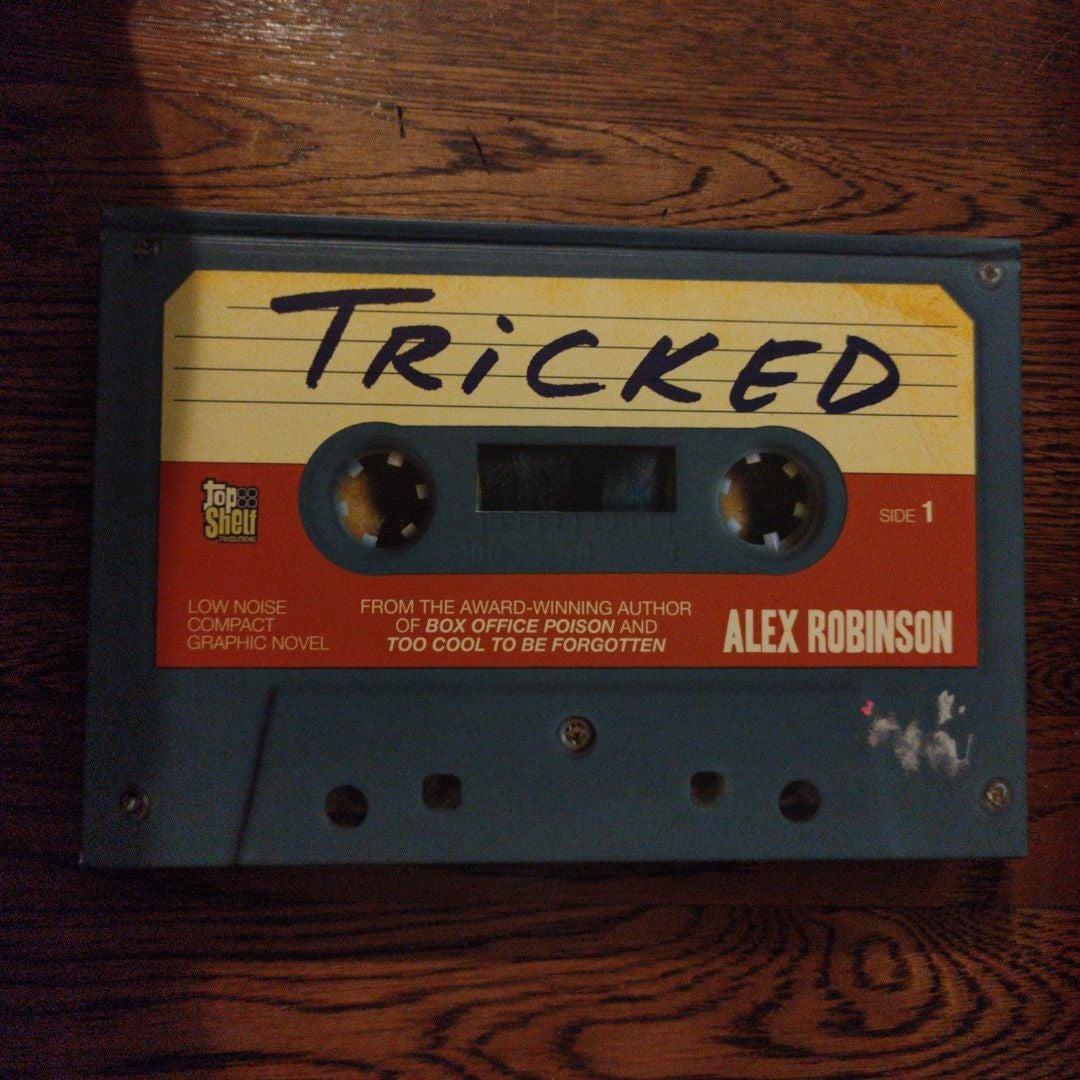 TRiCKED
Top
Shelf
PRODUCTIONS
SIDE 1
LOW NOISE
COMPACT
GRAPHIC NOVEL
FROM THE AWARD-WINNING AUTHOR
OF BOX OFFICE POISON AND
TOO COOL TO BE FORGOTTEN
ALEX ROBINSON